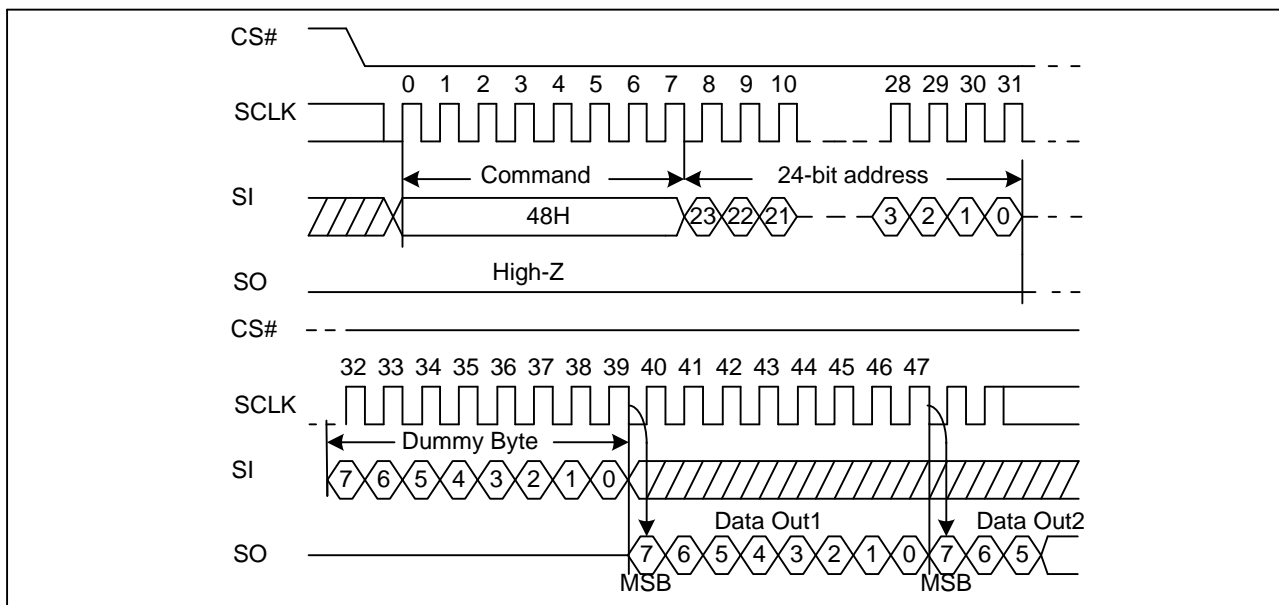 CS#
0 1 2 3 4 5 6 7 8 9 10 28 29 30 31
SCLK
Command 24-bit address
SI
48H 23 22 21 3 2 1 0
High-Z
SO
CS#
32 33 34 35 36 37 38 39 40 41 42 43 44 45 46 47
SCLK
Dummy Byte
SI
7 6 5 4 3 2 1 0
Data Out1 Data Out2
SO
7 6 5 4 3 2 1 0 7 6 5
MSB MSB